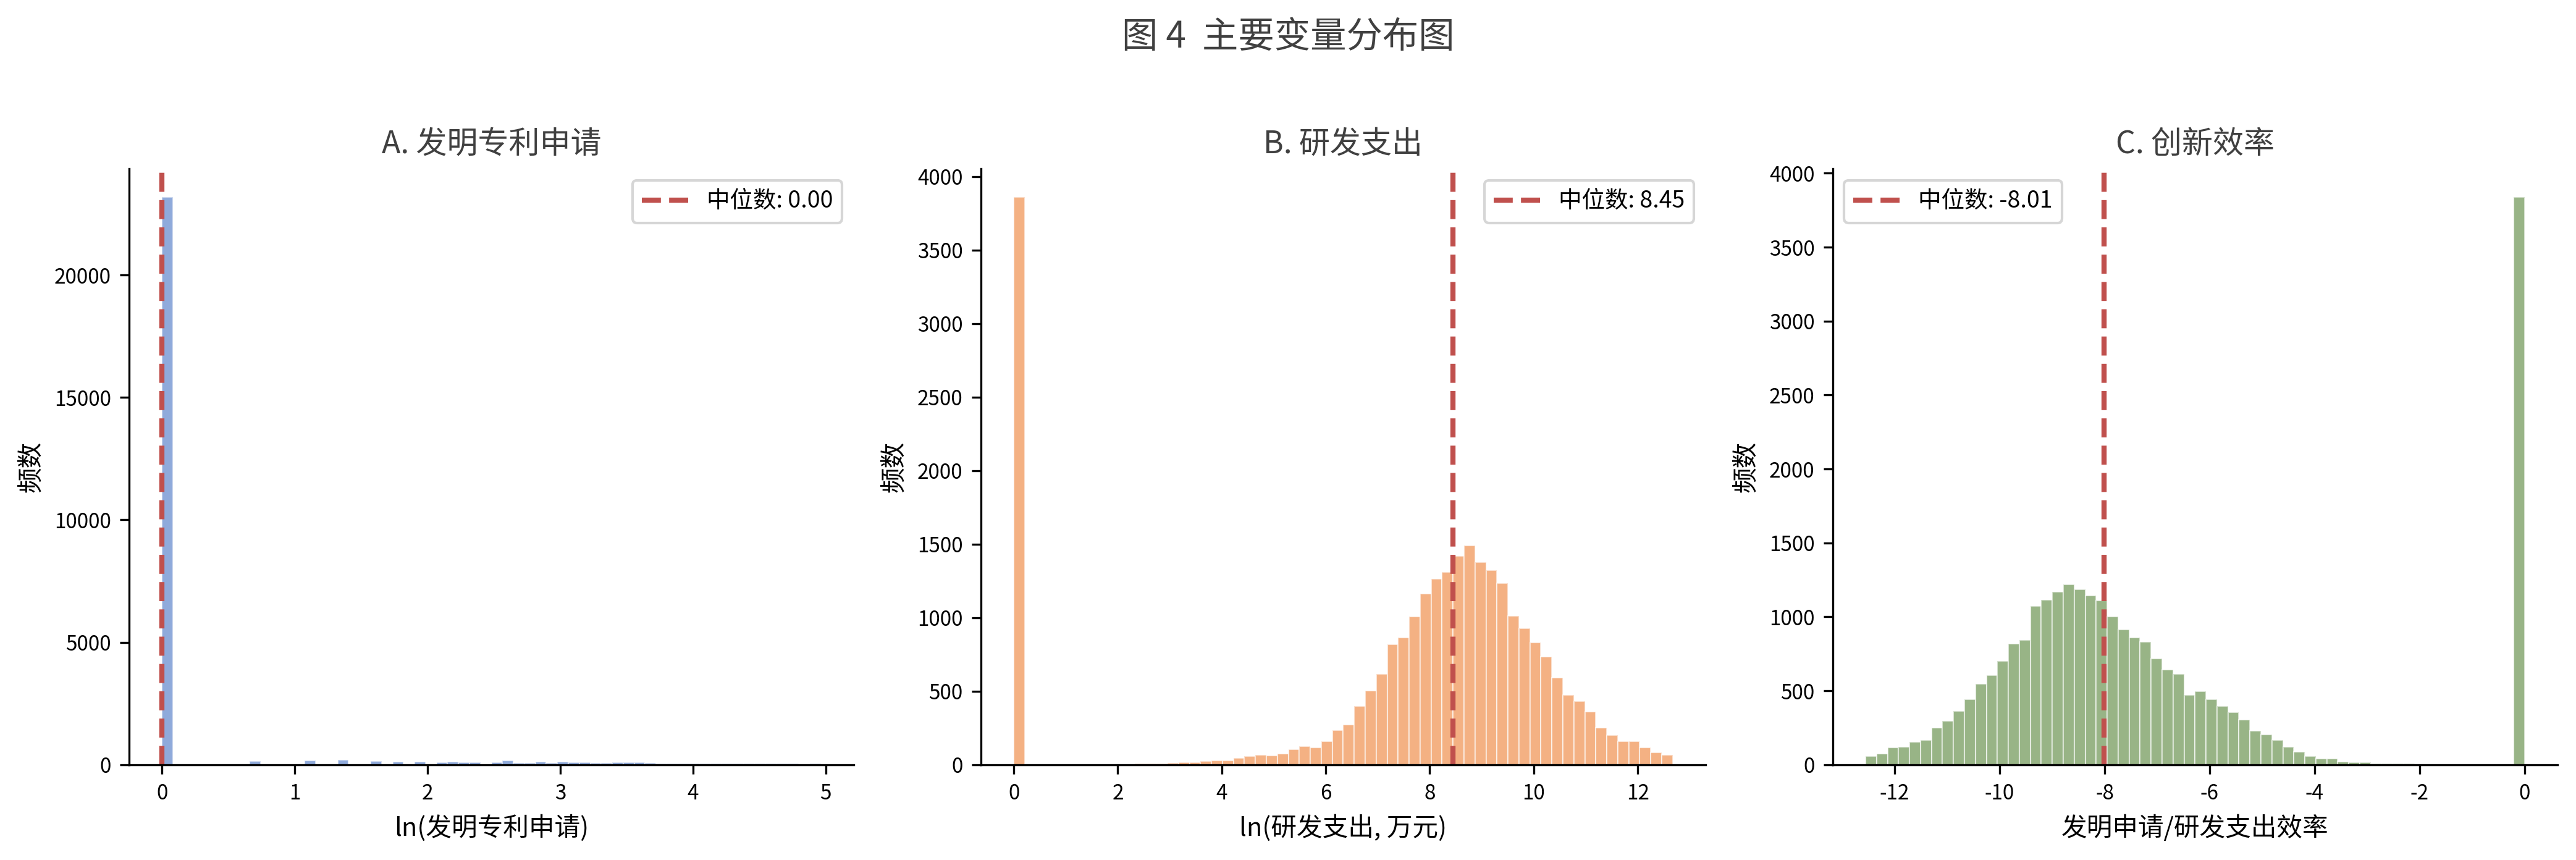 图 4 主要变量分布图
A. 发明专利申请
中位数: 0.00
频数
20000
15000
10000
5000
0
0 1 2 3 4 5
ln(发明专利申请)
B. 研发支出
中位数: 8.45
频数
4000
3500
3000
2500
2000
1500
1000
500
0
0 2 4 6 8 10 12
ln(研发支出, 万元)
C. 创新效率
中位数: -8.01
频数
4000
3500
3000
2500
2000
1500
1000
500
0
-12 -10 -8 -6 -4 -2 0
发明申请/研发支出效率